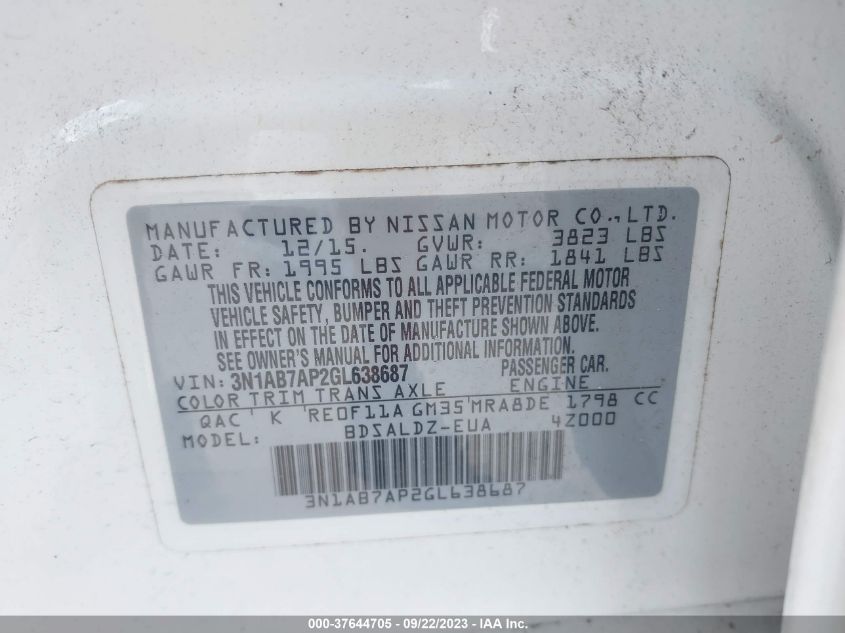 MANUFACTURED BY NISSAN MOTOR CO.,LTD.
DATE: 12/15. GVWR: 3823 LBS
GAWR FR: 1995 LBS GAWR RR: 1841 LBS
THIS VEHICLE CONFORMS TO ALL APPLICABLE FEDERAL MOTOR
VEHICLE SAFETY, BUMPER AND THEFT PREVENTION STANDARDS
IN EFFECT ON THE DATE OF MANUFACTURE SHOWN ABOVE.
SEE OWNER'S MANUAL FOR ADDITIONAL INFORMATION.
VIN: 3N1AB7AP2GL638687 PASSENGER CAR.
COLOR TRIM TRANS AXLE ENGINE
QAC K RE0F11A GM35 MRA8DE 1798 CC
MODEL: BDSALDZ-EUA 4Z000
3N1AB7AP2GL638687
000-37644705 - 09/22/2023 - IAA Inc.